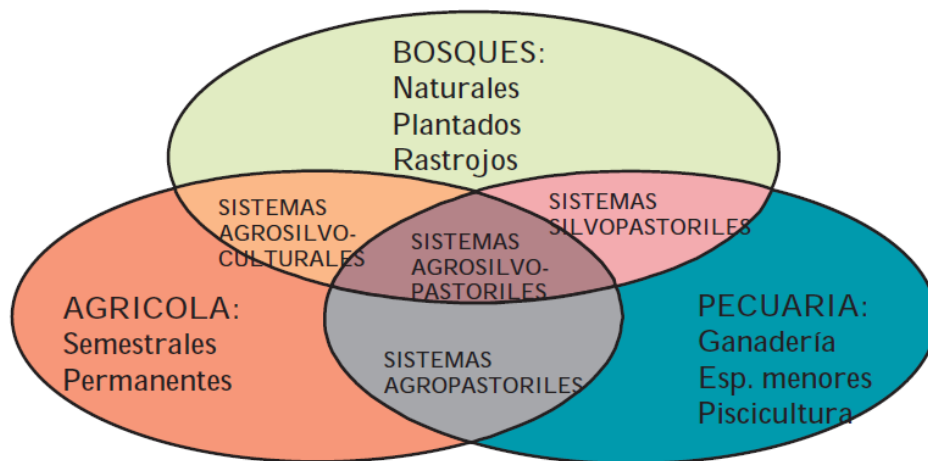 BOSQUES:
Naturales
Plantados
Rastrojos
SISTEMAS
AGROSILVO-
CULTURALES
SISTEMAS
SILVOPASTORILES
SISTEMAS
AGROSILVO-
PASTORILES
AGRICOLA:
Semestrales
Permanentes
PECUARIA:
Ganadería
Esp. menores
Piscicultura
SISTEMAS
AGROPASTORILES